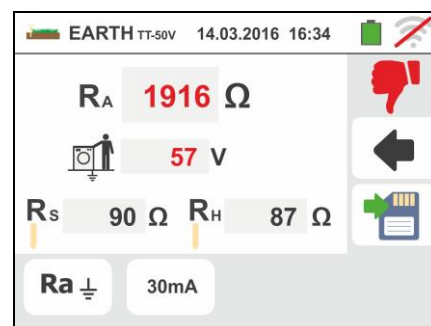 EARTH TT-50V 14.03.2016 16:34
RA 1916 Ω
57 V
RS 90 Ω RH 87 Ω
Ra 30mA